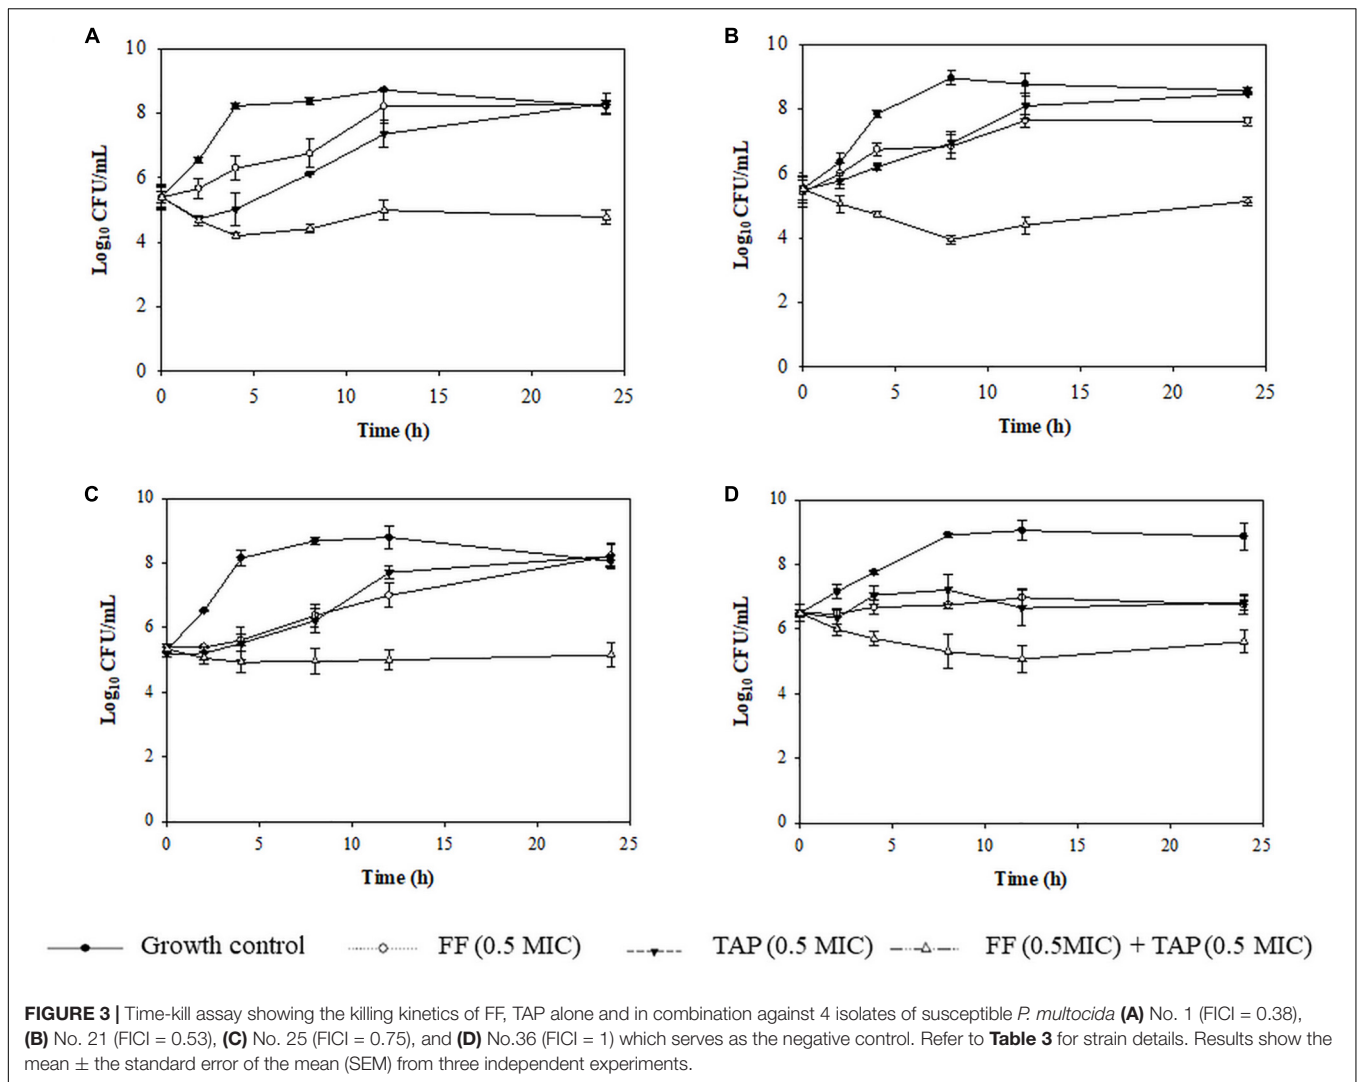 A
10
8
6
4
2
0
Log10 CFU/mL
0 5 10 15 20 25
Time (h)
B
10
8
6
4
2
0
Log10 CFU/mL
0 5 10 15 20 25
Time (h)
C
10
8
6
4
2
0
Log10 CFU/mL
0 5 10 15 20 25
Time (h)
D
10
8
6
4
2
0
Log10 CFU/mL
0 5 10 15 20 25
Time (h)
Growth control FF (0.5 MIC) TAP (0.5 MIC) FF (0.5MIC) + TAP (0.5 MIC)
FIGURE 3 | Time-kill assay showing the killing kinetics of FF, TAP alone and in combination against 4 isolates of susceptible P. multocida (A) No. 1 (FICI = 0.38),
(B) No. 21 (FICI = 0.53), (C) No. 25 (FICI = 0.75), and (D) No.36 (FICI = 1) which serves as the negative control. Refer to Table 3 for strain details. Results show the
mean ± the standard error of the mean (SEM) from three independent experiments.